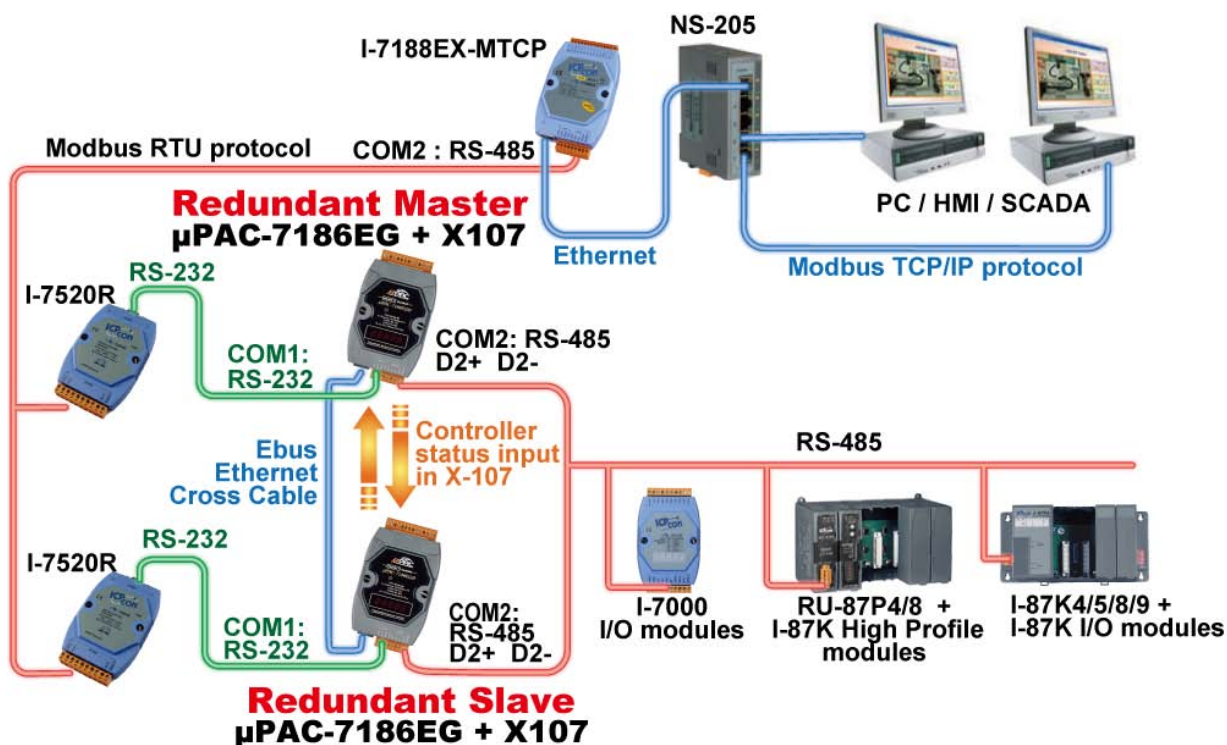 I-7188EX-MTCP
NS-205
Modbus RTU protocol
COM2 : RS-485
PC / HMI / SCADA
Ethernet
Modbus TCP/IP protocol
Redundant Master
µPAC-7186EG + X107
RS-232
I-7520R
COM1:
RS-232
COM2: RS-485
D2+ D2-
Ebus
Ethernet
Cross Cable
Controller
status input
in X-107
RS-485
I-7520R
RS-232
COM1:
RS-232
COM2:
RS-485
D2+ D2-
I-7000
I/O modules
RU-87P4/8 +
I-87K High Profile
modules
I-87K4/5/8/9 +
I-87K I/O modules
Redundant Slave
µPAC-7186EG + X107